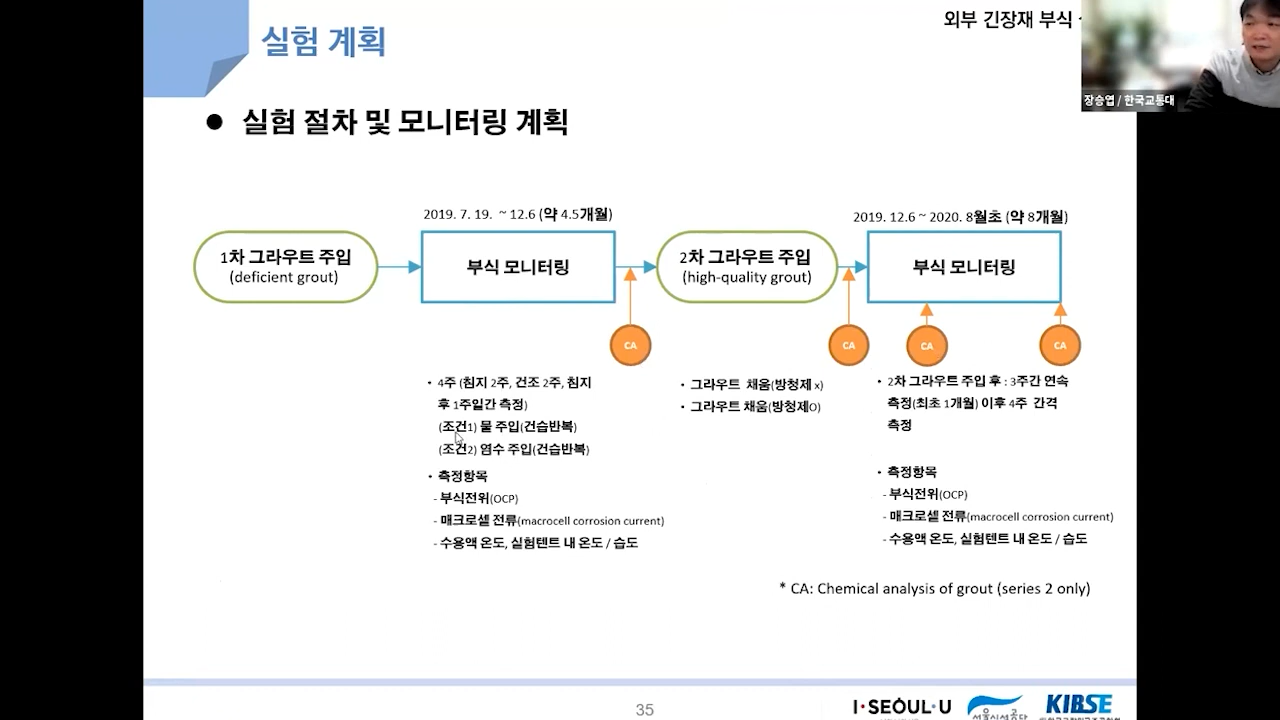 실험 계획
외부 긴장재 부식
장승엽 / 한국교통대
● 실험 절차 및 모니터링 계획
2019. 7. 19. ~ 12.6 (약 4.5개월)
2019. 12.6 ~ 2020. 8월초 (약 8개월)
1차 그라우트 주입
(deficient grout)
부식 모니터링
2차 그라우트 주입
(high-quality grout)
부식 모니터링
CA
CA
CA
CA
• 4주 (침지 2주, 건조 2주, 침지
후 1주일간 측정)
(조건1) 물 주입(건습반복)
(조건2) 염수 주입(건습반복)
• 측정항목
- 부식전위(OCP)
- 매크로셀 전류(macrocell corrosion current)
- 수용액 온도, 실험텐트 내 온도 / 습도
• 그라우트 채움(방청제 x)
• 그라우트 채움(방청제O)
• 2차 그라우트 주입 후 : 3주간 연속
측정(최초 1개월) 이후 4주 간격
측정
• 측정항목
- 부식전위(OCP)
- 매크로셀 전류(macrocell corrosion current)
- 수용액 온도, 실험텐트 내 온도 / 습도
* CA: Chemical analysis of grout (series 2 only)
35
I·SEOUL·U
서울시설공단
KIBSE